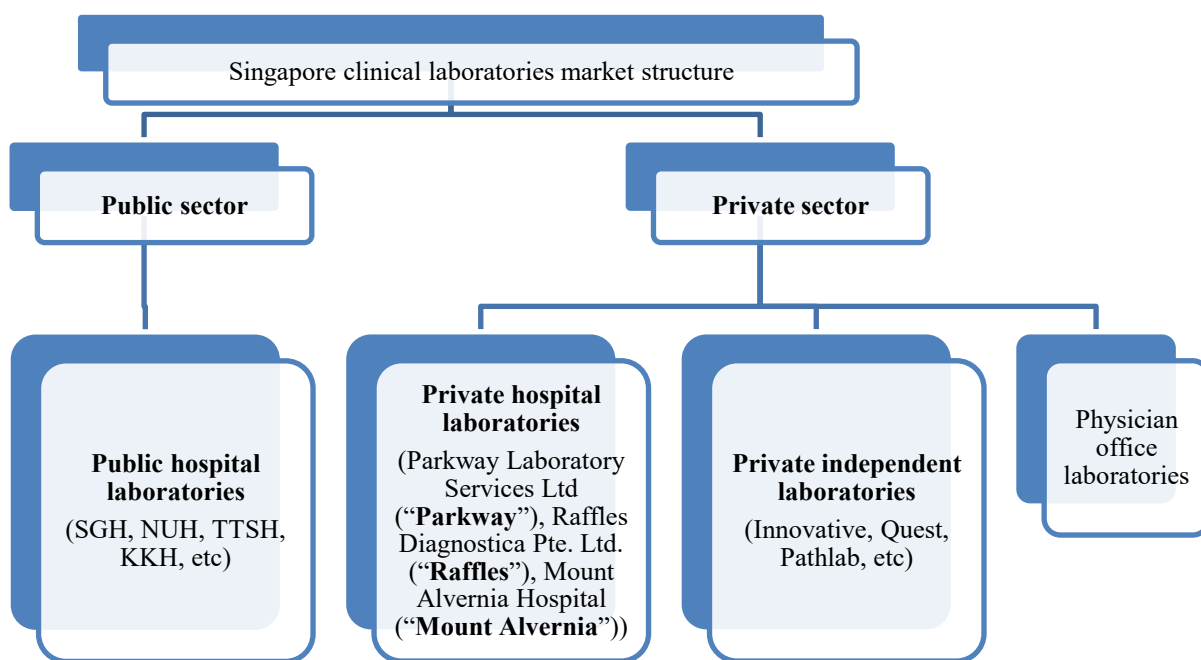 Singapore clinical laboratories market structure
Public sector
Private sector
Public hospital
laboratories
(SGH, NUH, TTSH,
KKH, etc)
Private hospital
laboratories
(Parkway Laboratory
Services Ltd
(“Parkway”), Raffles
Diagnostica Pte. Ltd.
(“Raffles”), Mount
Alvernia Hospital
(“Mount Alvernia”))
Private independent
laboratories
(Innovative, Quest,
Pathlab, etc)
Physician
office
laboratories